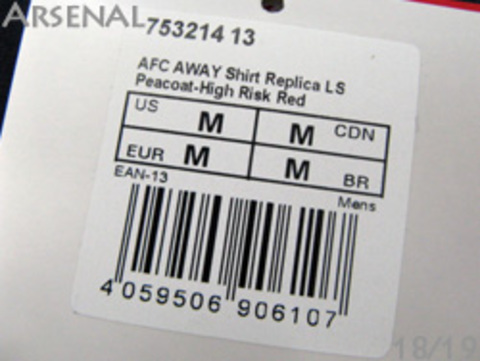 ARSENAL
753214 13
AFC AWAY Shirt Replica LS
Peacoat-High Risk Red
US M M CDN
EUR M M BR
EAN-13 Mens
4 059506 906107
18/19